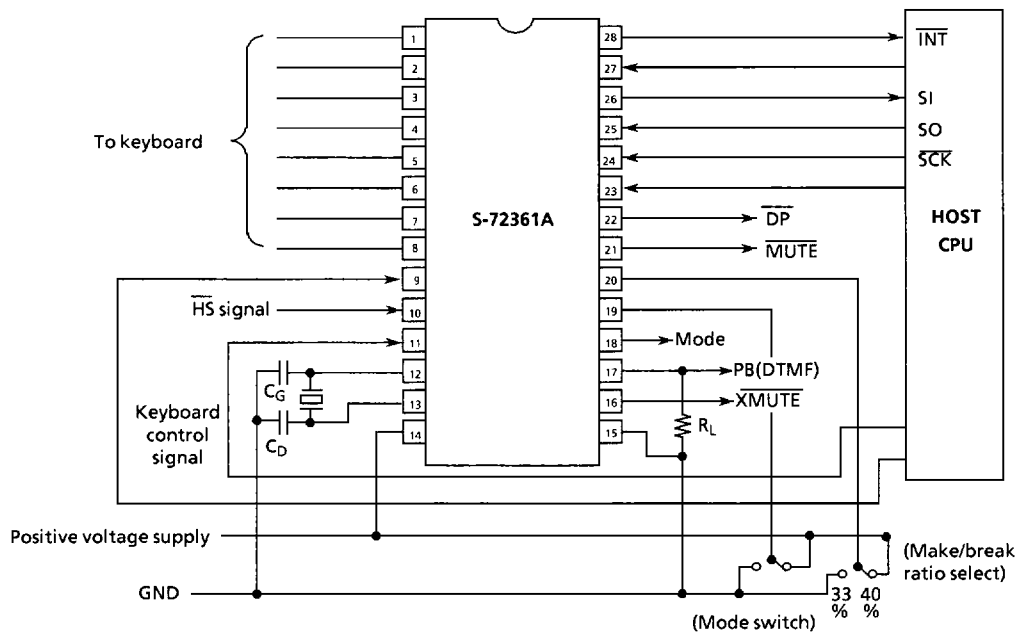 To keyboard
1
2
3
4
5
6
7
8
9
10
11
12
13
14
S-72361A
28
27
26
25
24
23
22
21
20
19
18
17
16
15
INT
SI
SO
SCK
HOST
CPU
DP
MUTE
HS signal
Mode
PB(DTMF)
XMUTE
RL
CG
CD
Keyboard
control
signal
Positive voltage supply
GND
(Mode switch)
33
%
40
%
(Make/break
ratio select)